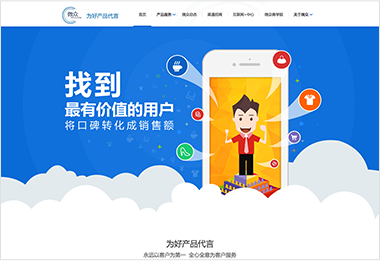 微众
为好产品代言
首页
产品服务
微众动态
渠道招商
互联网+中心
微众商学院
关于微众
找到
最有价值的用户
将口碑转化成销售额
为好产品代言
永远以客户为第一 全心全意为客户服务